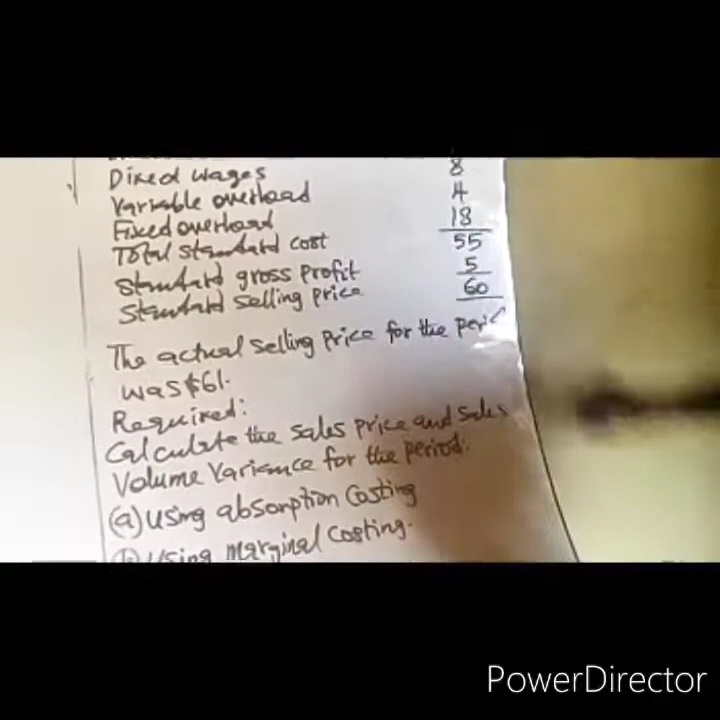 Direct wages 8
Variable overhead 4
Fixed overhead 18
Total standard cost 55
Standard gross profit 5
Standard selling price 60
The actual selling price for the
was $61.
Required:
Calculate the sales price and sales
volume variance for the period.
(a) using absorption costing
using marginal costing.
PowerDirector